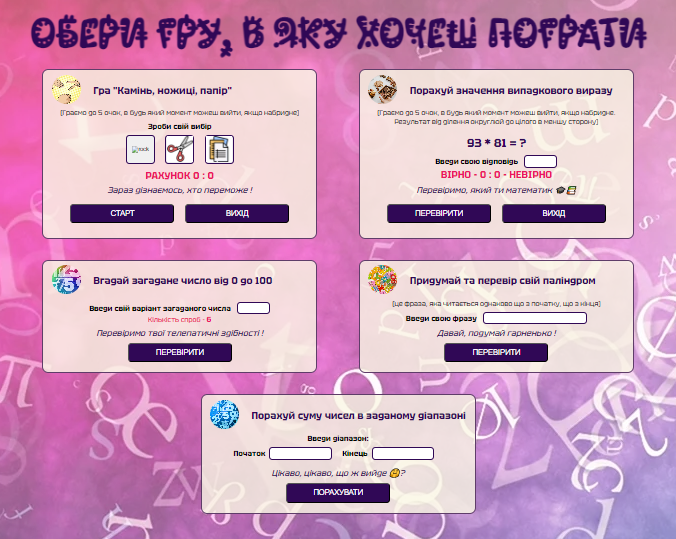 ОБЕРИ ГРУ, В ЯКУ ХОЧЕШ ПОГРАТИ
Гра "Камінь, ножиці, папір"
[Граємо до 5 очок, в будь який момент можеш вийти, якщо набридне]
Зроби свій вибір
rock
РАХУНОК 0 : 0
Зараз дізнаємось, хто переможе !
СТАРТ
ВИХІД
Порахуй значення випадкового виразу
[Граємо до 5 очок, в будь який момент можеш вийти, якщо набридне.
Результат від ділення округлюй до цілого в меншу сторону]
93 * 81 = ?
Введи свою відповідь
ВІРНО - 0 : 0 - НЕВІРНО
Перевіримо, який ти математик 🎓📗
ПЕРЕВІРИТИ
ВИХІД
Вгадай загадане число від 0 до 100
Введи свій варіант загаданого числа
Кількість спроб - 6
Перевіримо твої телепатичні здібності !
ПЕРЕВІРИТИ
Придумай та перевір свій паліндром
[це фраза, яка читається однаково що з початку, що з кінця]
Введи свою фразу
Давай, подумай гарненько !
ПЕРЕВІРИТИ
Порахуй суму чисел в заданому діапазоні
Введи діапазон:
Початок Кінець
Цікаво, цікаво, що ж вийде 🤔?
ПОРАХУВАТИ